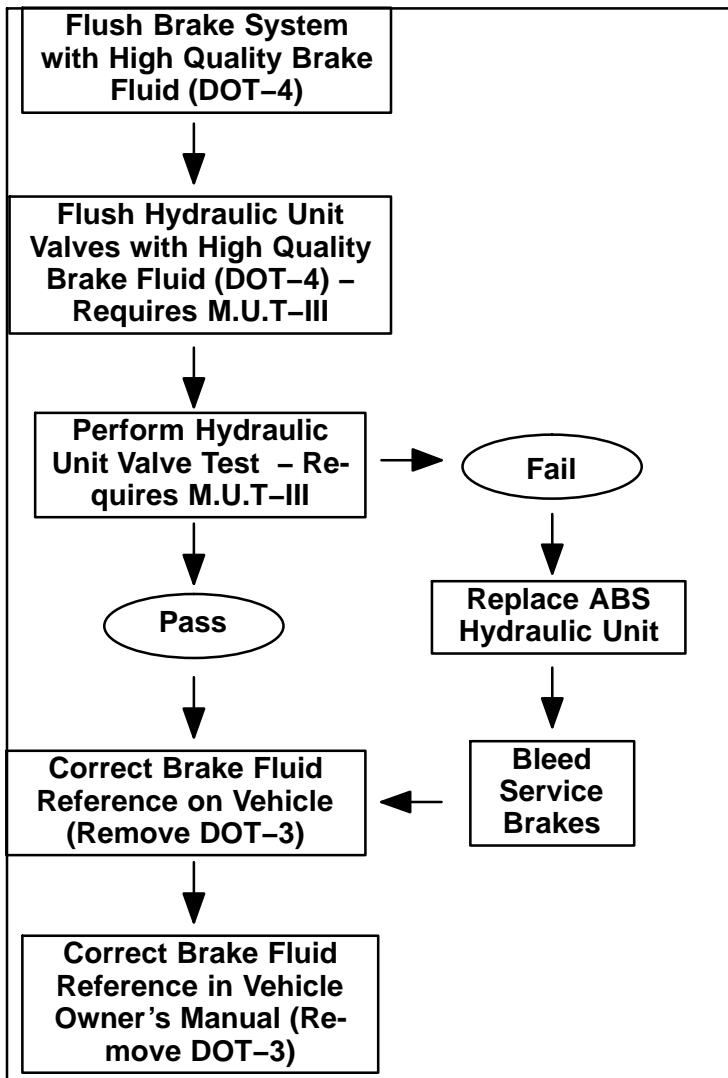 Flush Brake System
with High Quality Brake
Fluid (DOT−4)
Flush Hydraulic Unit
Valves with High Quality
Brake Fluid (DOT−4) −
Requires M.U.T−III
Perform Hydraulic
Unit Valve Test − Re-
quires M.U.T−III
Fail
Pass
Replace ABS
Hydraulic Unit
Bleed
Service
Brakes
Correct Brake Fluid
Reference on Vehicle
(Remove DOT−3)
Correct Brake Fluid
Reference in Vehicle
Owner’s Manual (Re-
move DOT−3)